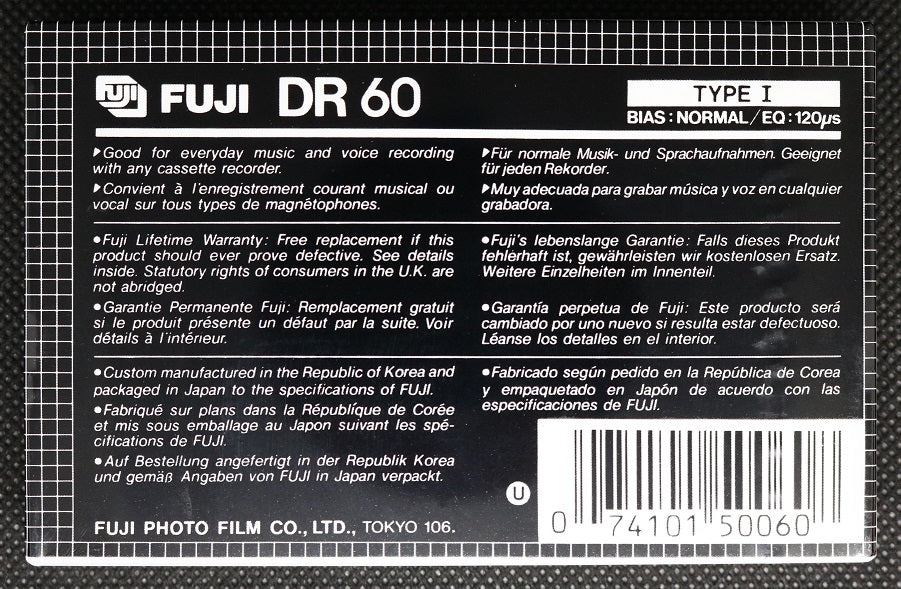 FUJI FUJI DR 60
TYPE I
BIAS : NORMAL / EQ : 120µs
Good for everyday music and voice recording
with any cassette recorder.
Convient à l'enregistrement courant musical ou
vocal sur tous types de magnétophones.
Für normale Musik- und Sprachaufnahmen. Geeignet
für jeden Rekorder.
Muy adecuada para grabar música y voz en cualquier
grabadora.
●Fuji Lifetime Warranty: Free replacement if this
product should ever prove defective. See details
inside. Statutory rights of consumers in the U.K. are
not abridged.
●Garantie Permanente Fuji: Remplacement gratuit
si le produit présente un défaut par la suite. Voir
détails à l'intérieur.
●Fuji's lebenslange Garantie: Falls dieses Produkt
fehlerhaft ist, gewährleisten wir kostenlosen Ersatz.
Weitere Einzelheiten im Innenteil.
●Garantía perpetua de Fuji: Este producto será
cambiado por uno nuevo si resulta estar defectuoso.
Léanse los detalles en el interior.
●Custom manufactured in the Republic of Korea and
packaged in Japan to the specifications of FUJI.
●Fabriqué sur plans dans la Républíque de Corée
et mis sous emballage au Japon suivant les spé-
cifications de FUJI.
●Auf Bestellung angefertigt in der Republik Korea
und gemäß Angaben von FUJI in Japan verpackt.
●Fabricado según pedido en la República de Corea
y empaquetado en Japón de acuerdo con las
especificaciones de FUJI.
FUJI PHOTO FILM CO., LTD., TOKYO 106.
U
0 74101 50060